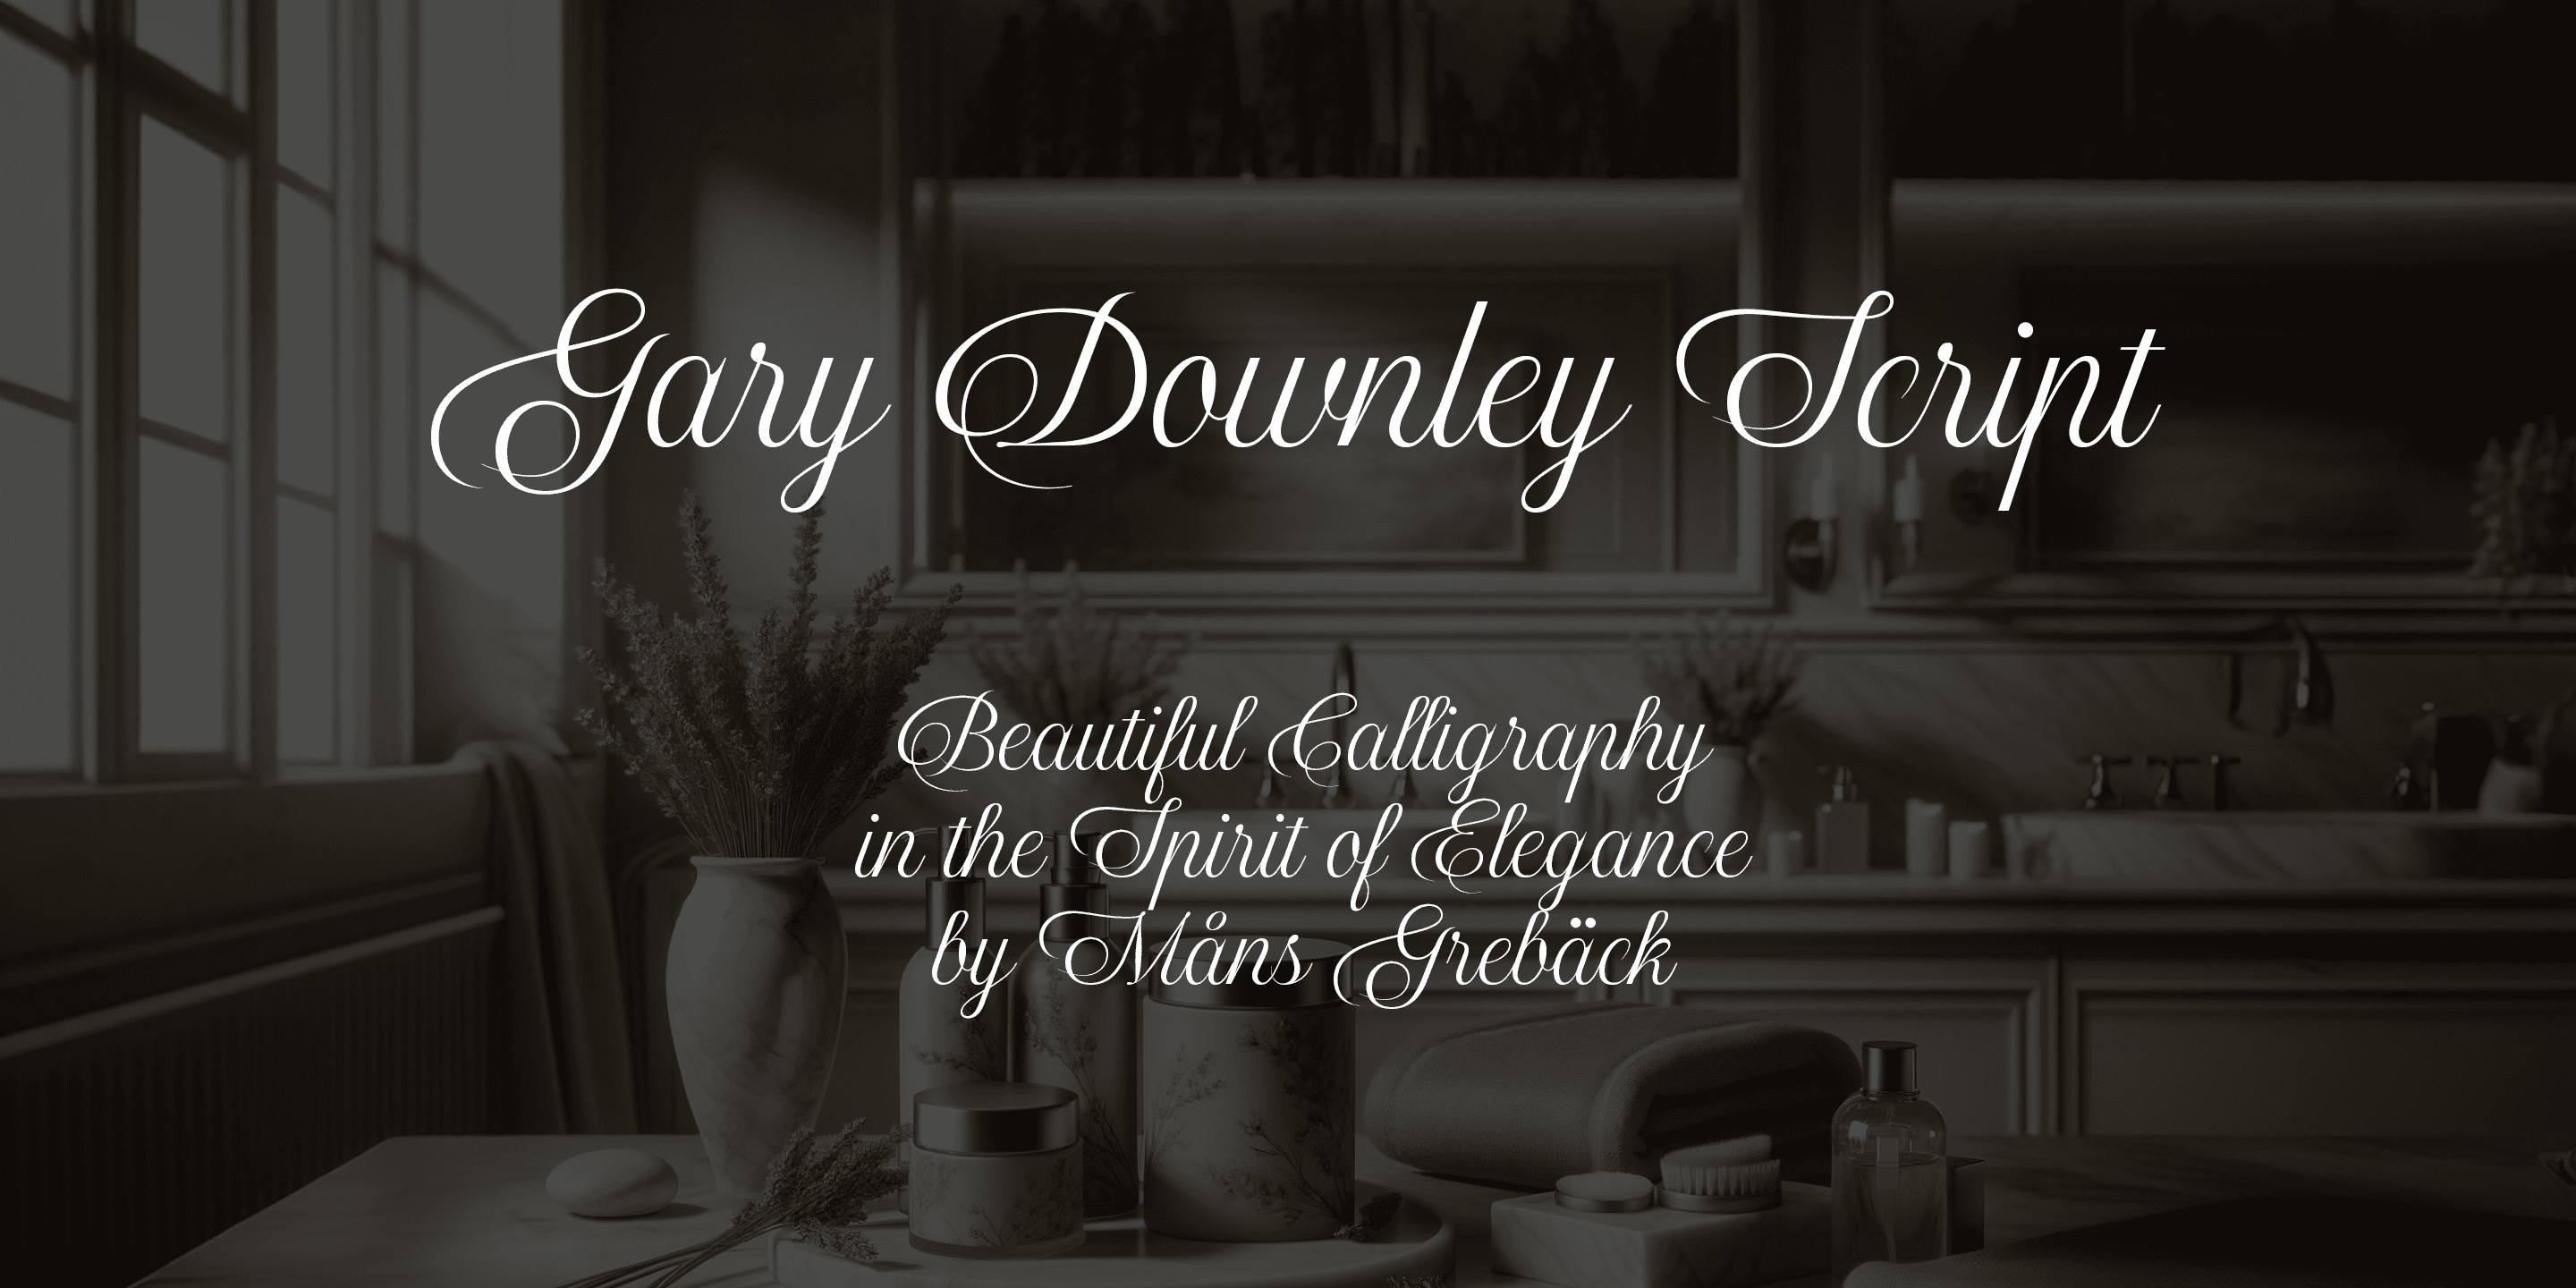 Gary Downley Script
Beautiful Calligraphy
in the Spirit of Elegance
by Måns Grebäck